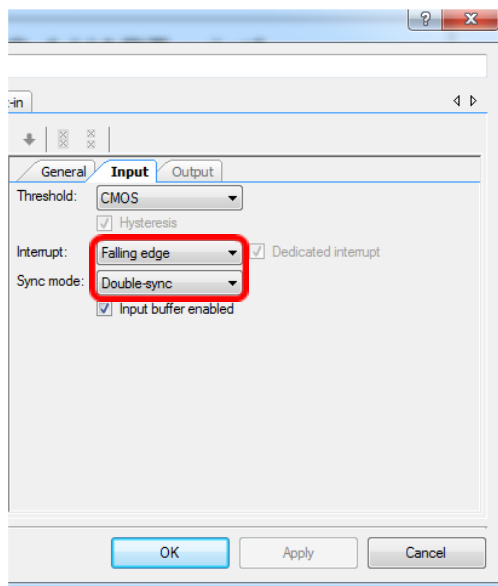 -in
General Input Output
Threshold: CMOS
Hysteresis
Interrupt: Falling edge Dedicated interrupt
Sync mode: Double-sync
Input buffer enabled
OK Apply Cancel